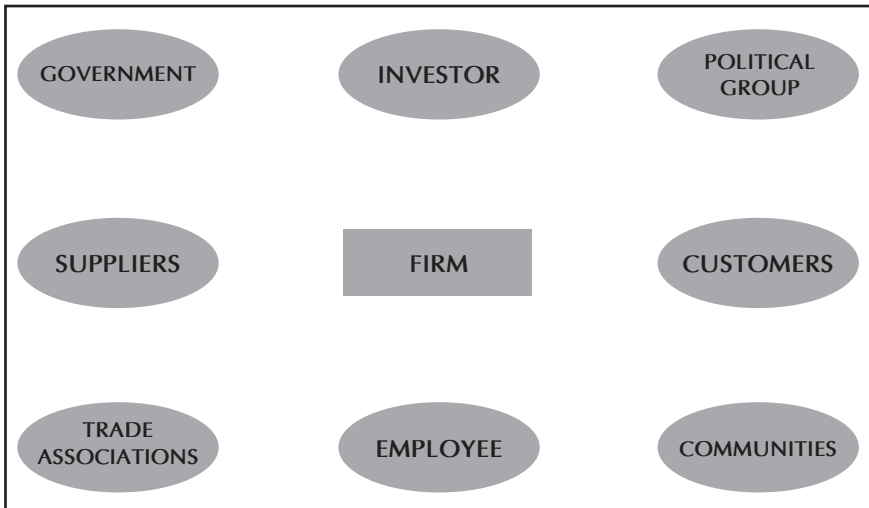 GOVERNMENT
INVESTOR
POLITICAL
GROUP
SUPPLIERS
FIRM
CUSTOMERS
TRADE
ASSOCIATIONS
EMPLOYEE
COMMUNITIES